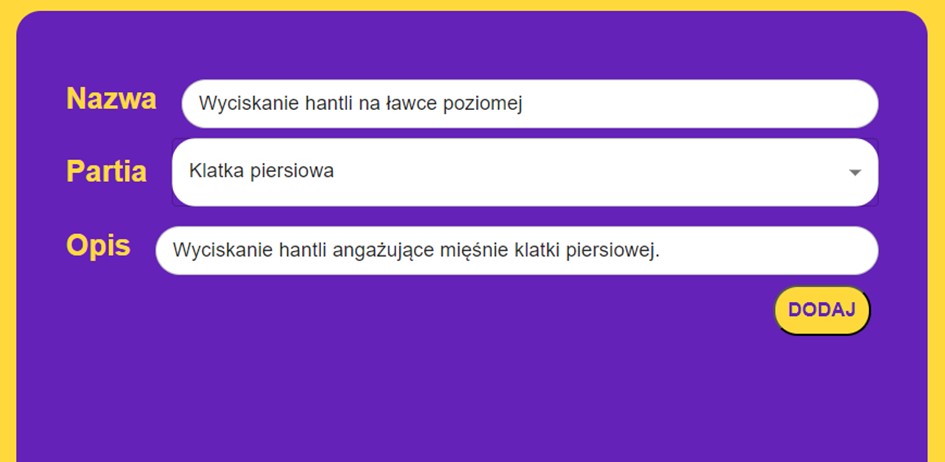 Nazwa Wyciskanie hantli na ławce poziomej
Partia Klatka piersiowa
Opis Wyciskanie hantli angażujące mięśnie klatki piersiowej.
DODAJ